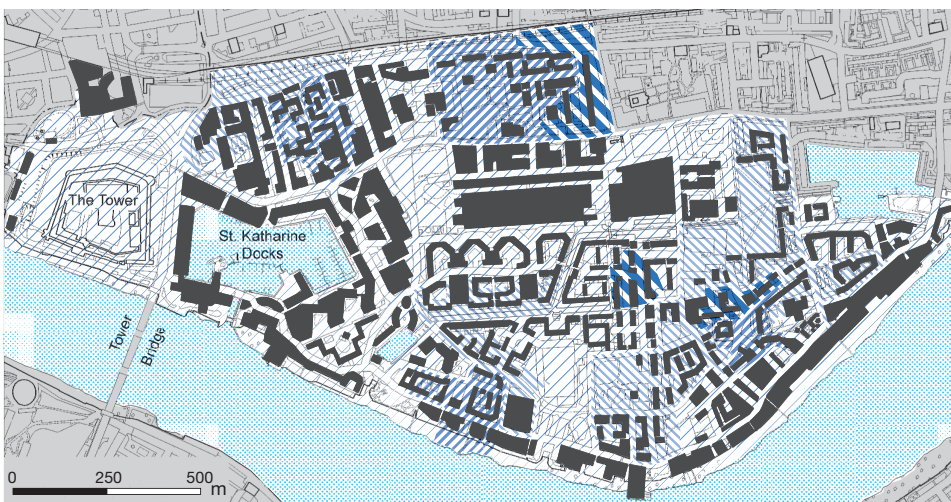 The Tower
St. Katharine
Docks
Tower
Bridge
0 250 500 m